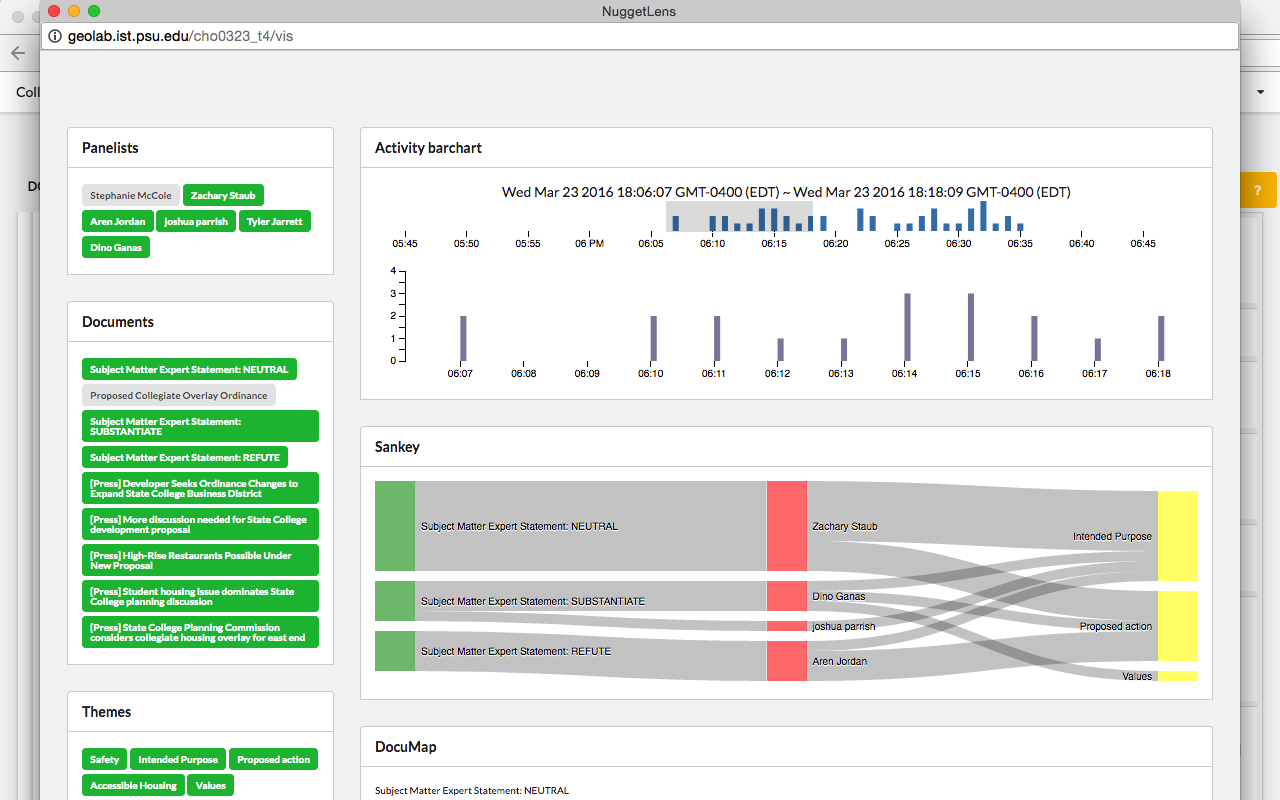 NuggetLens
geolab.ist.psu.edu/cho0323_t4/vis
Coll
DO
?
Panelists
Stephanie McCole Zachary Staub
Aren Jordan joshua parrish Tyler Jarrett
Dino Ganas
Documents
Subject Matter Expert Statement: NEUTRAL
Proposed Collegiate Overlay Ordinance
Subject Matter Expert Statement:
SUBSTANTIATE
Subject Matter Expert Statement: REFUTE
[Press] Developer Seeks Ordinance Changes to
Expand State College Business District
[Press] More discussion needed for State College
development proposal
[Press] High-Rise Restaurants Possible Under
New Proposal
[Press] Student housing issue dominates State
College planning discussion
[Press] State College Planning Commission
considers collegiate housing overlay for east end
Themes
Safety Intended Purpose Proposed action
Accessible Housing Values
Activity barchart
Wed Mar 23 2016 18:06:07 GMT-0400 (EDT) ~ Wed Mar 23 2016 18:18:09 GMT-0400 (EDT)
05:45 05:50 05:55 06 PM 06:05 06:10 06:15 06:20 06:25 06:30 06:35 06:40 06:45
4
3
2
1
0
06:07 06:08 06:09 06:10 06:11 06:12 06:13 06:14 06:15 06:16 06:17 06:18
Sankey
Subject Matter Expert Statement: NEUTRAL Zachary Staub Intended Purpose
Subject Matter Expert Statement: SUBSTANTIATE Dino Ganas
joshua parrish Proposed action
Subject Matter Expert Statement: REFUTE Aren Jordan
Values
DocuMap
Subject Matter Expert Statement: NEUTRAL